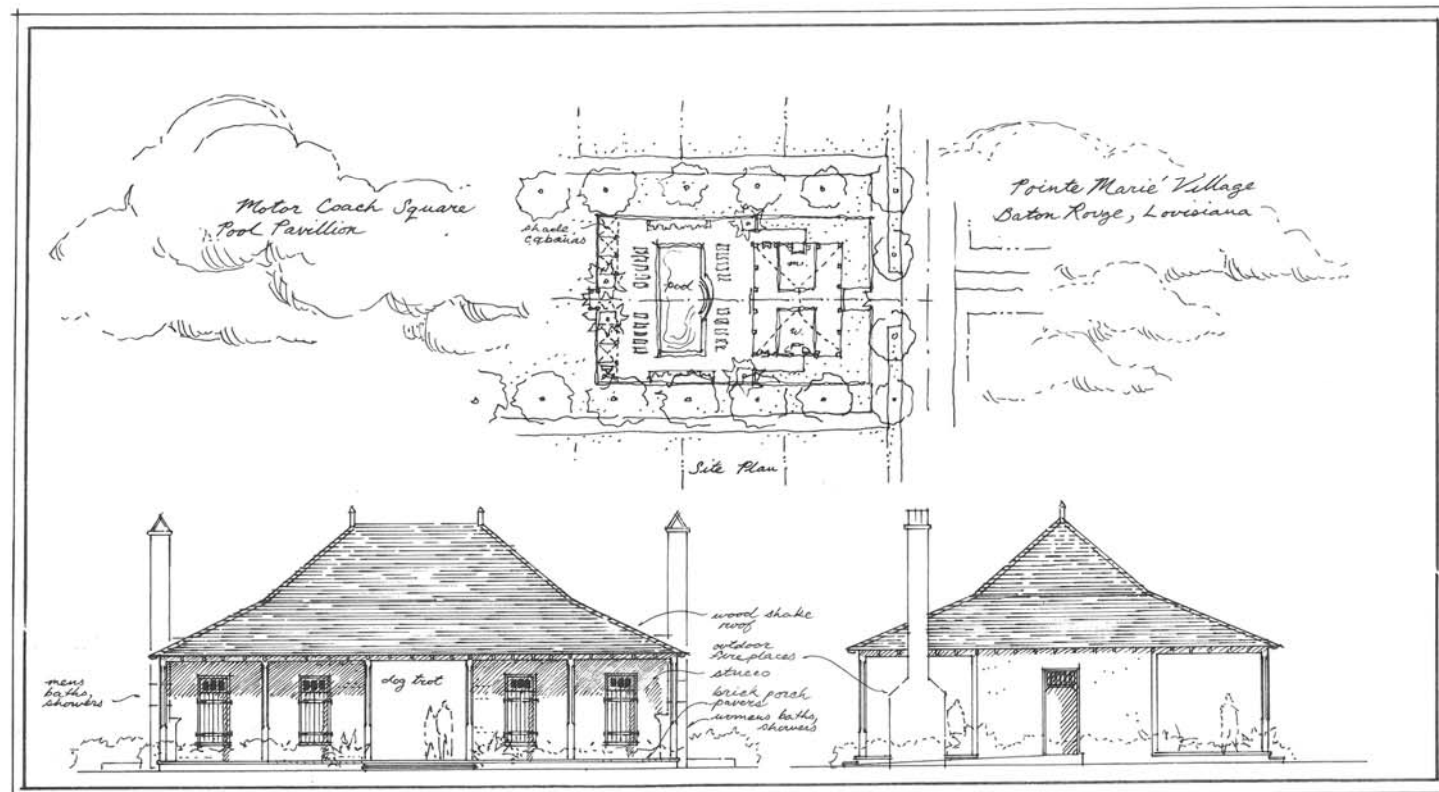 Motor Coach Square
Pool Pavillion
Pointe Marie' Village
Baton Rouge, Louisiana
shade
cabanas
pool
m.
w.
Site Plan
wood shake
roof
outdoor
fireplaces
stucco
brick porch
pavers
womens baths,
showers
mens
baths,
showers
dog trot